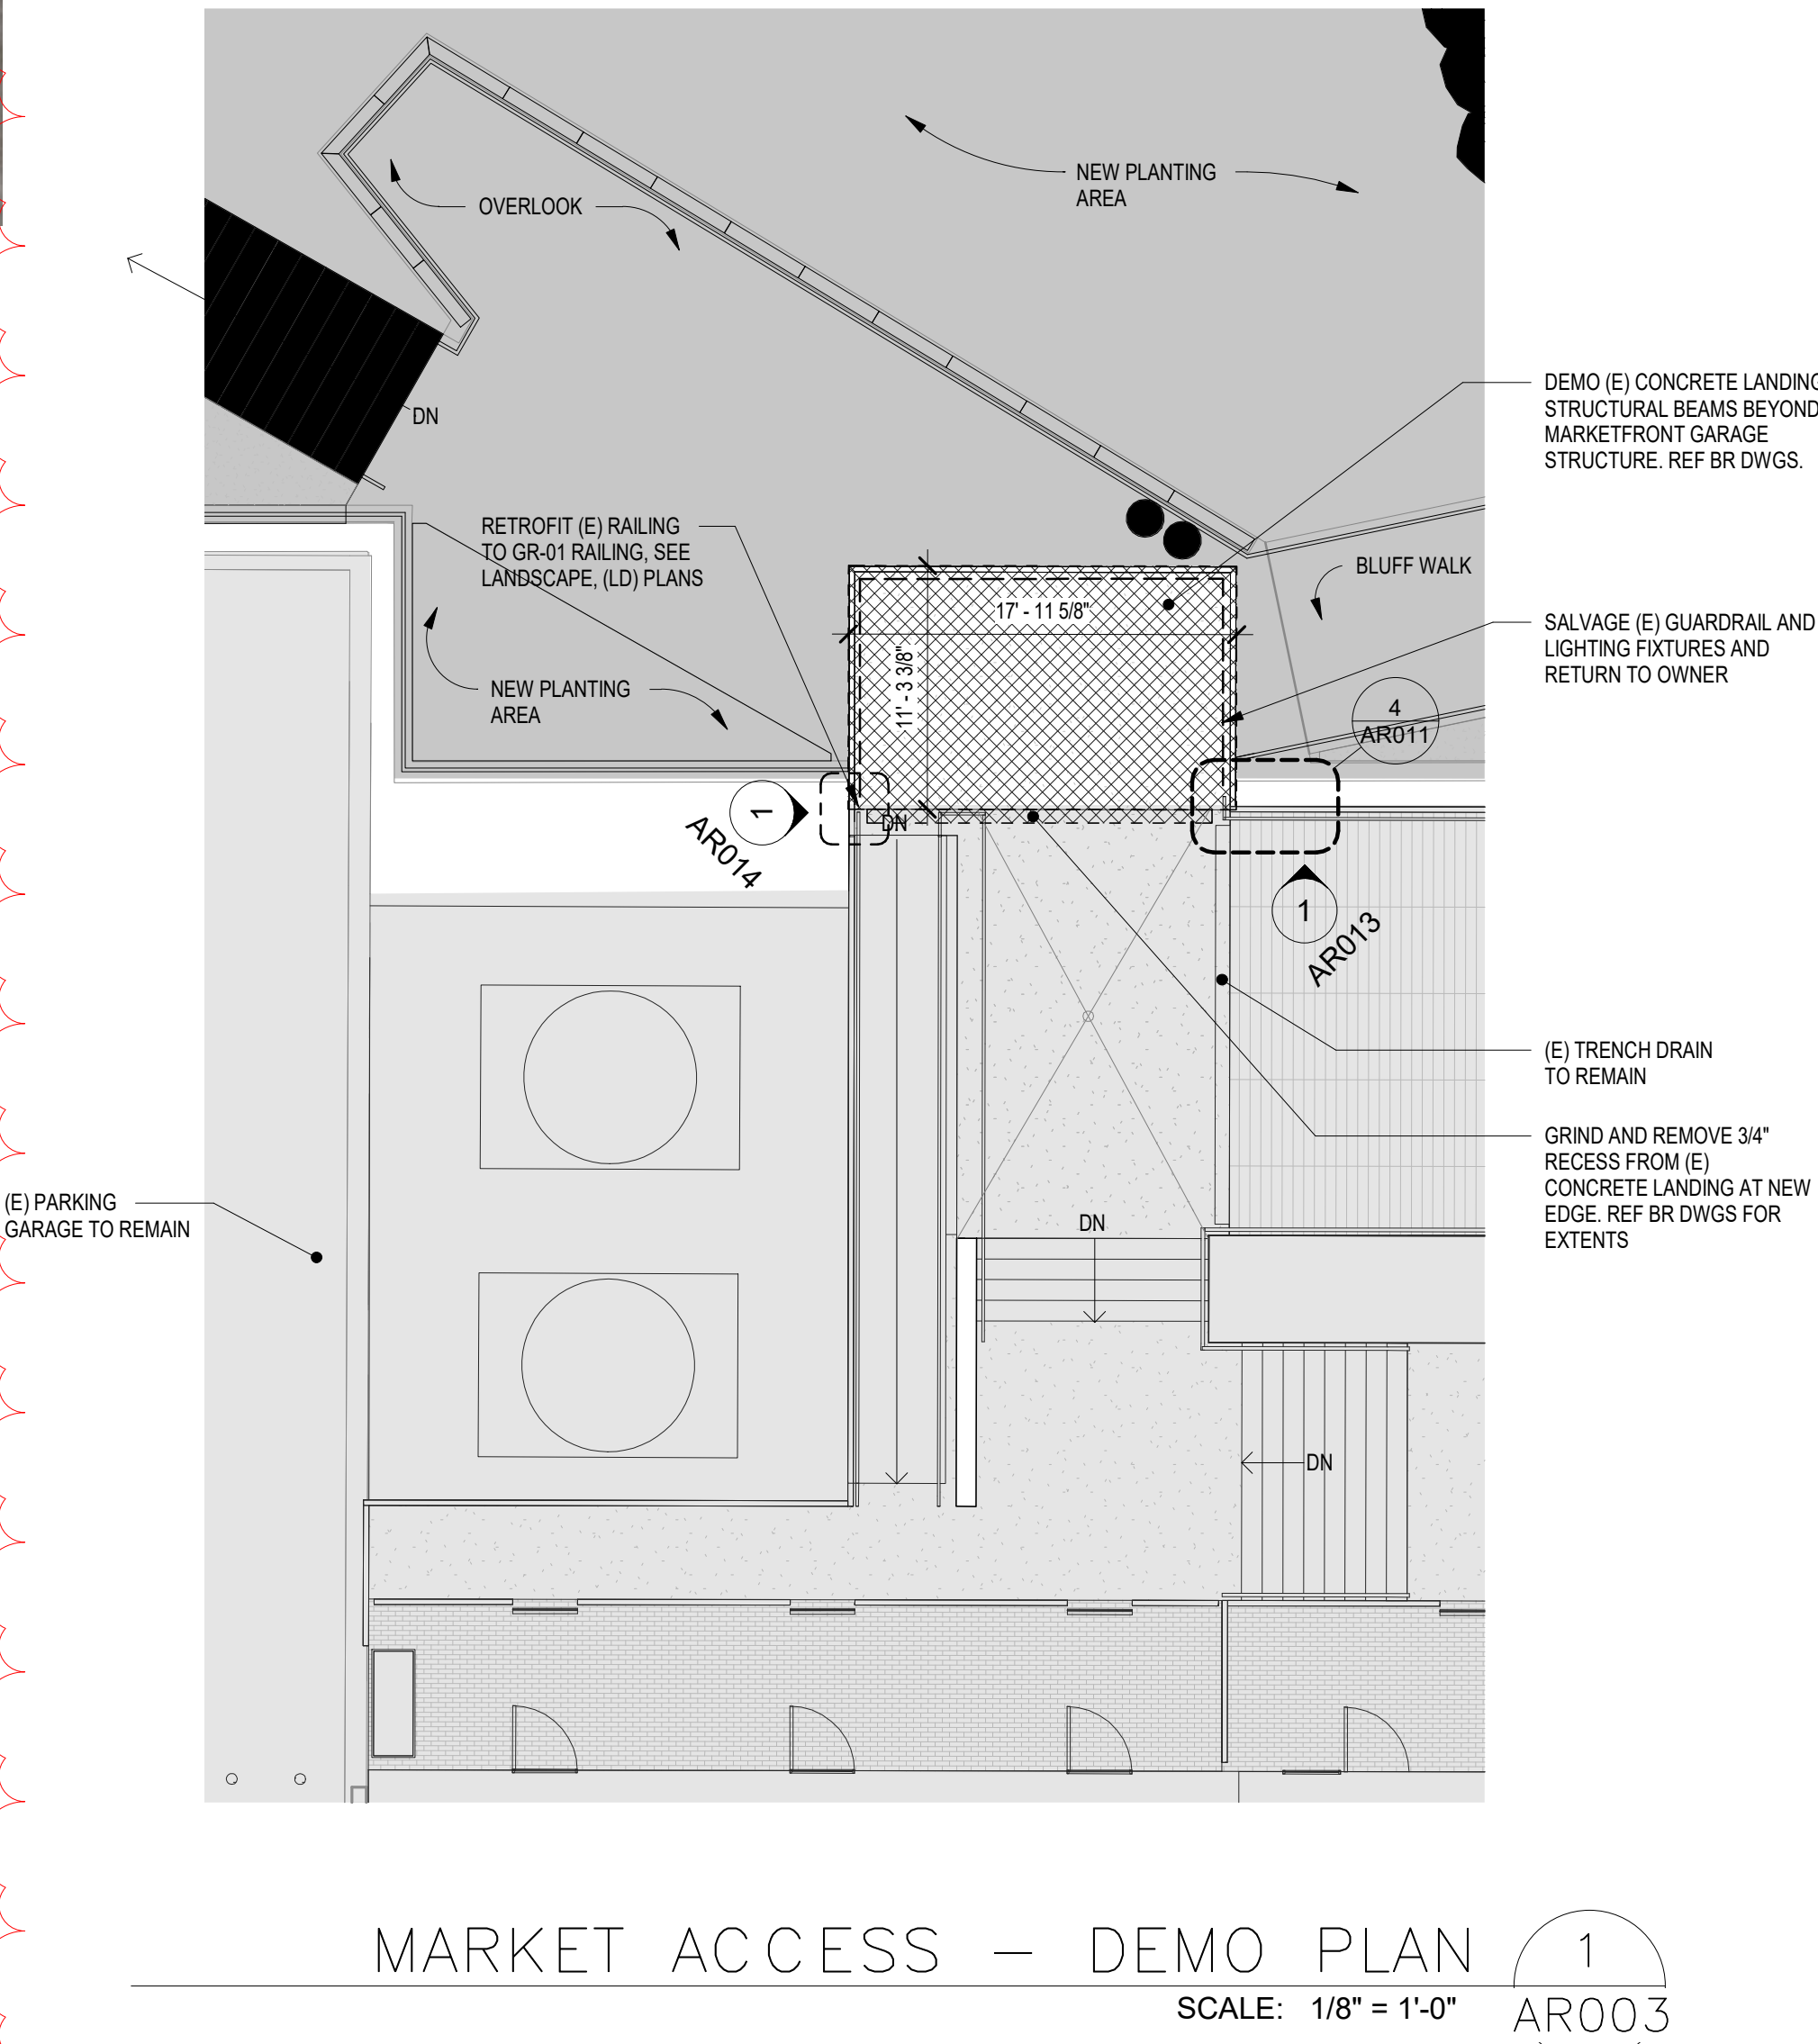 NEW PLANTING
AREA
OVERLOOK
DN
DEMO (E) CONCRETE LANDING
STRUCTURAL BEAMS BEYOND
MARKETFRONT GARAGE
STRUCTURE. REF BR DWGS.
RETROFIT (E) RAILING
TO GR-01 RAILING, SEE
LANDSCAPE, (LD) PLANS
BLUFF WALK
17' - 11 5/8"
11' - 3 3/8"
SALVAGE (E) GUARDRAIL AND
LIGHTING FIXTURES AND
RETURN TO OWNER
NEW PLANTING
AREA
4
AR011
1
AR014
DN
1
AR013
(E) TRENCH DRAIN
TO REMAIN
GRIND AND REMOVE 3/4"
RECESS FROM (E)
CONCRETE LANDING AT NEW
EDGE. REF BR DWGS FOR
EXTENTS
(E) PARKING
GARAGE TO REMAIN
DN
DN
MARKET ACCESS - DEMO PLAN
1
SCALE: 1/8" = 1'-0"
AR003